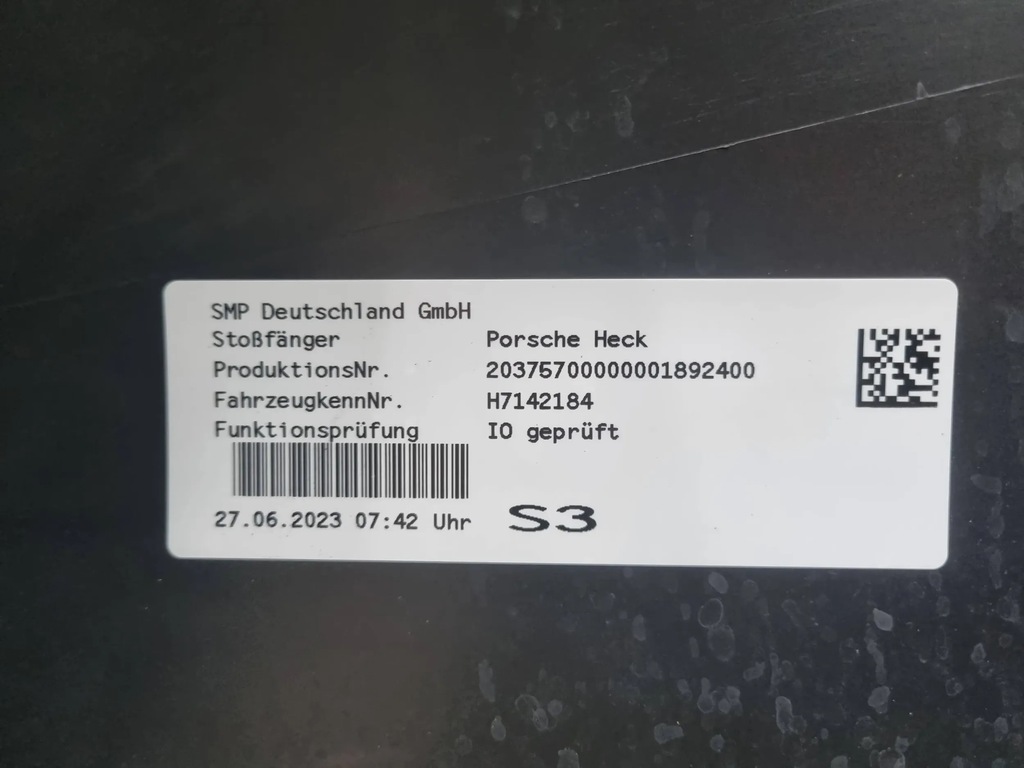 SMP Deutschland GmbH
Stoßfänger Porsche Heck
ProduktionsNr. 20375700000001892400
FahrzeugkennNr. H7142184
Funktionsprüfung IO geprüft
27.06.2023 07:42 Uhr S3